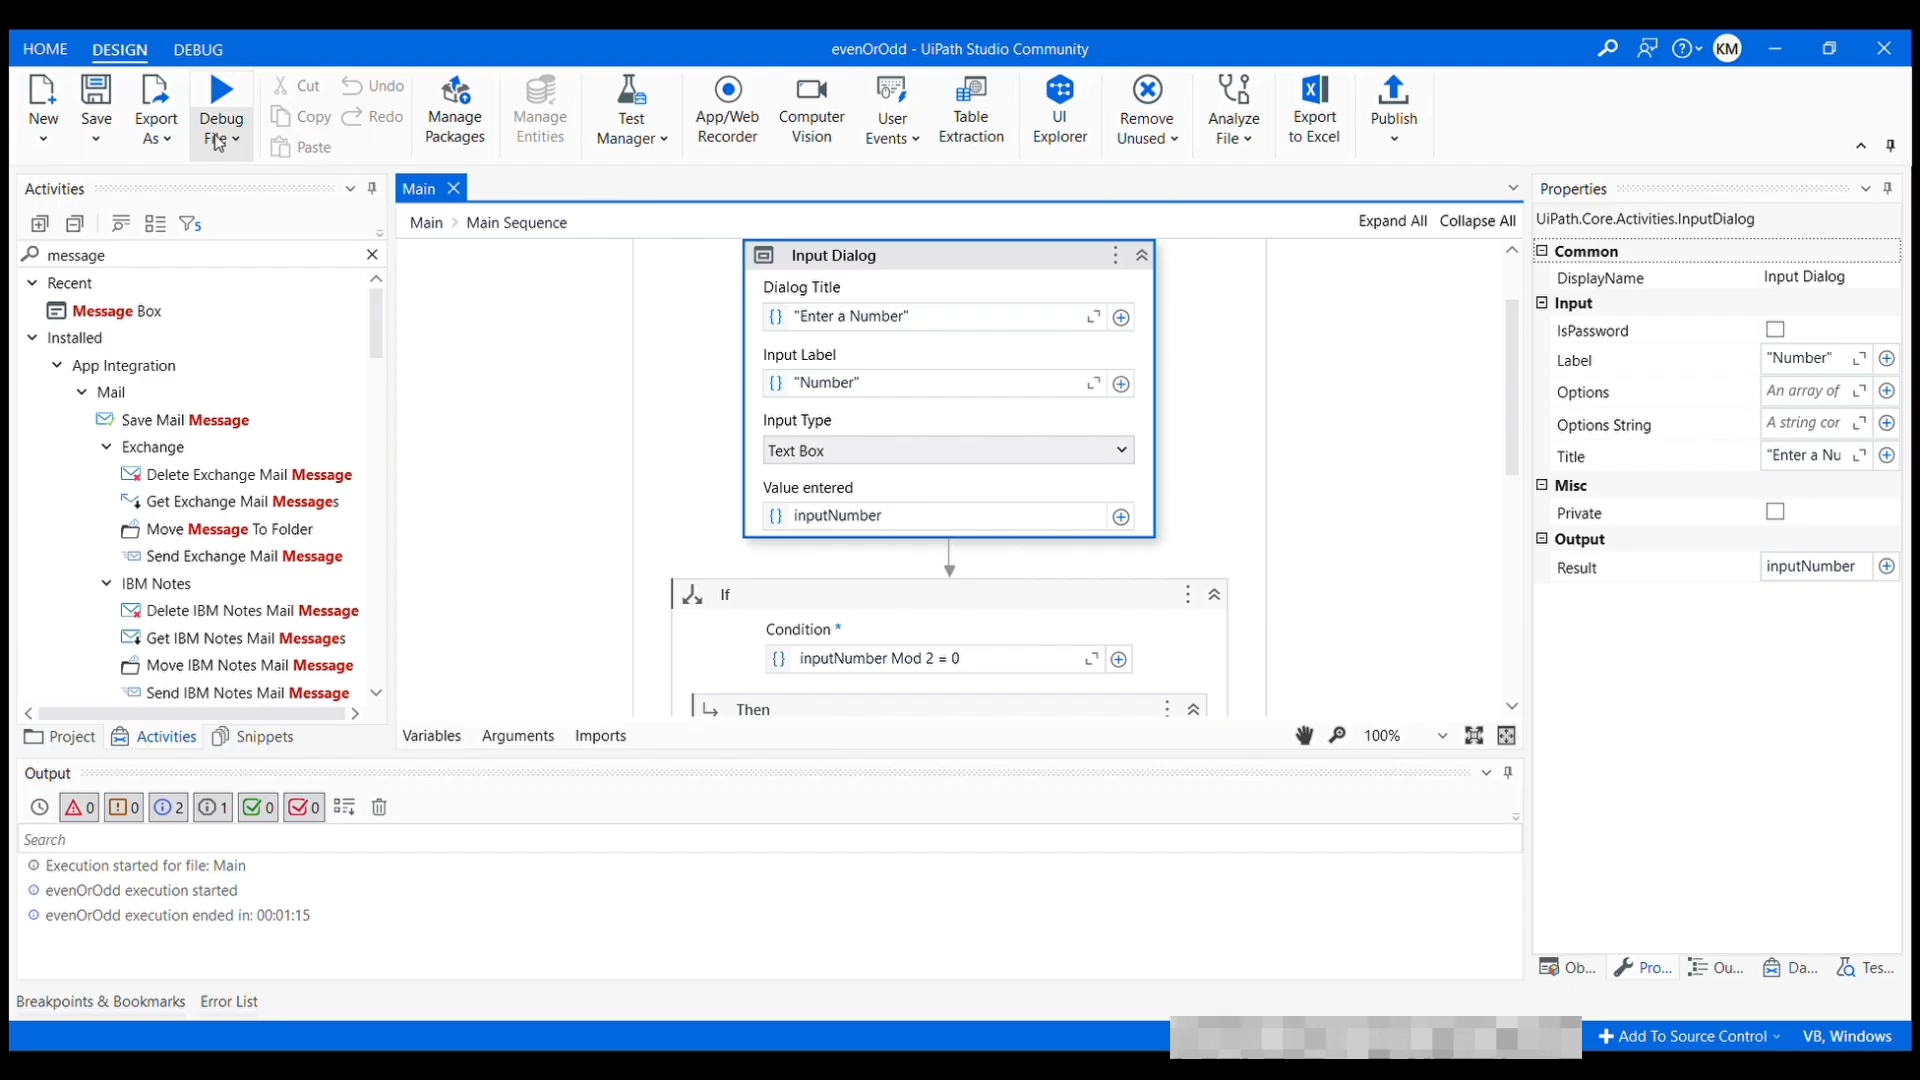 HOME DESIGN DEBUG
evenOrOdd - UiPath Studio Community
KM
New
Save
Export As
Debug File
Cut
Copy
Paste
Undo
Redo
Manage Packages
Manage Entities
Test Manager
App/Web Recorder
Computer Vision
User Events
Table Extraction
UI Explorer
Remove Unused
Analyze File
Export to Excel
Publish
Activities
5
message
Recent
Message Box
Installed
App Integration
Mail
Save Mail Message
Exchange
Delete Exchange Mail Message
Get Exchange Mail Messages
Move Message To Folder
Send Exchange Mail Message
IBM Notes
Delete IBM Notes Mail Message
Get IBM Notes Mail Messages
Move IBM Notes Mail Message
Send IBM Notes Mail Message
Project Activities Snippets
Main
Main > Main Sequence
Expand All Collapse All
Input Dialog
Dialog Title
{} "Enter a Number"
Input Label
{} "Number"
Input Type
Text Box
Value entered
{} inputNumber
If
Condition *
{} inputNumber Mod 2 = 0
Then
Variables Arguments Imports
100%
Properties
UiPath.Core.Activities.InputDialog
Common
DisplayName Input Dialog
Input
IsPassword
Label "Number"
Options An array of
Options String A string cor
Title "Enter a Nu
Misc
Private
Output
Result inputNumber
Ob... Pro... Ou... Da... Tes...
Output
0 0 2 1 0 0
Search
Execution started for file: Main
evenOrOdd execution started
evenOrOdd execution ended in: 00:01:15
Breakpoints & Bookmarks Error List
Add To Source Control VB, Windows